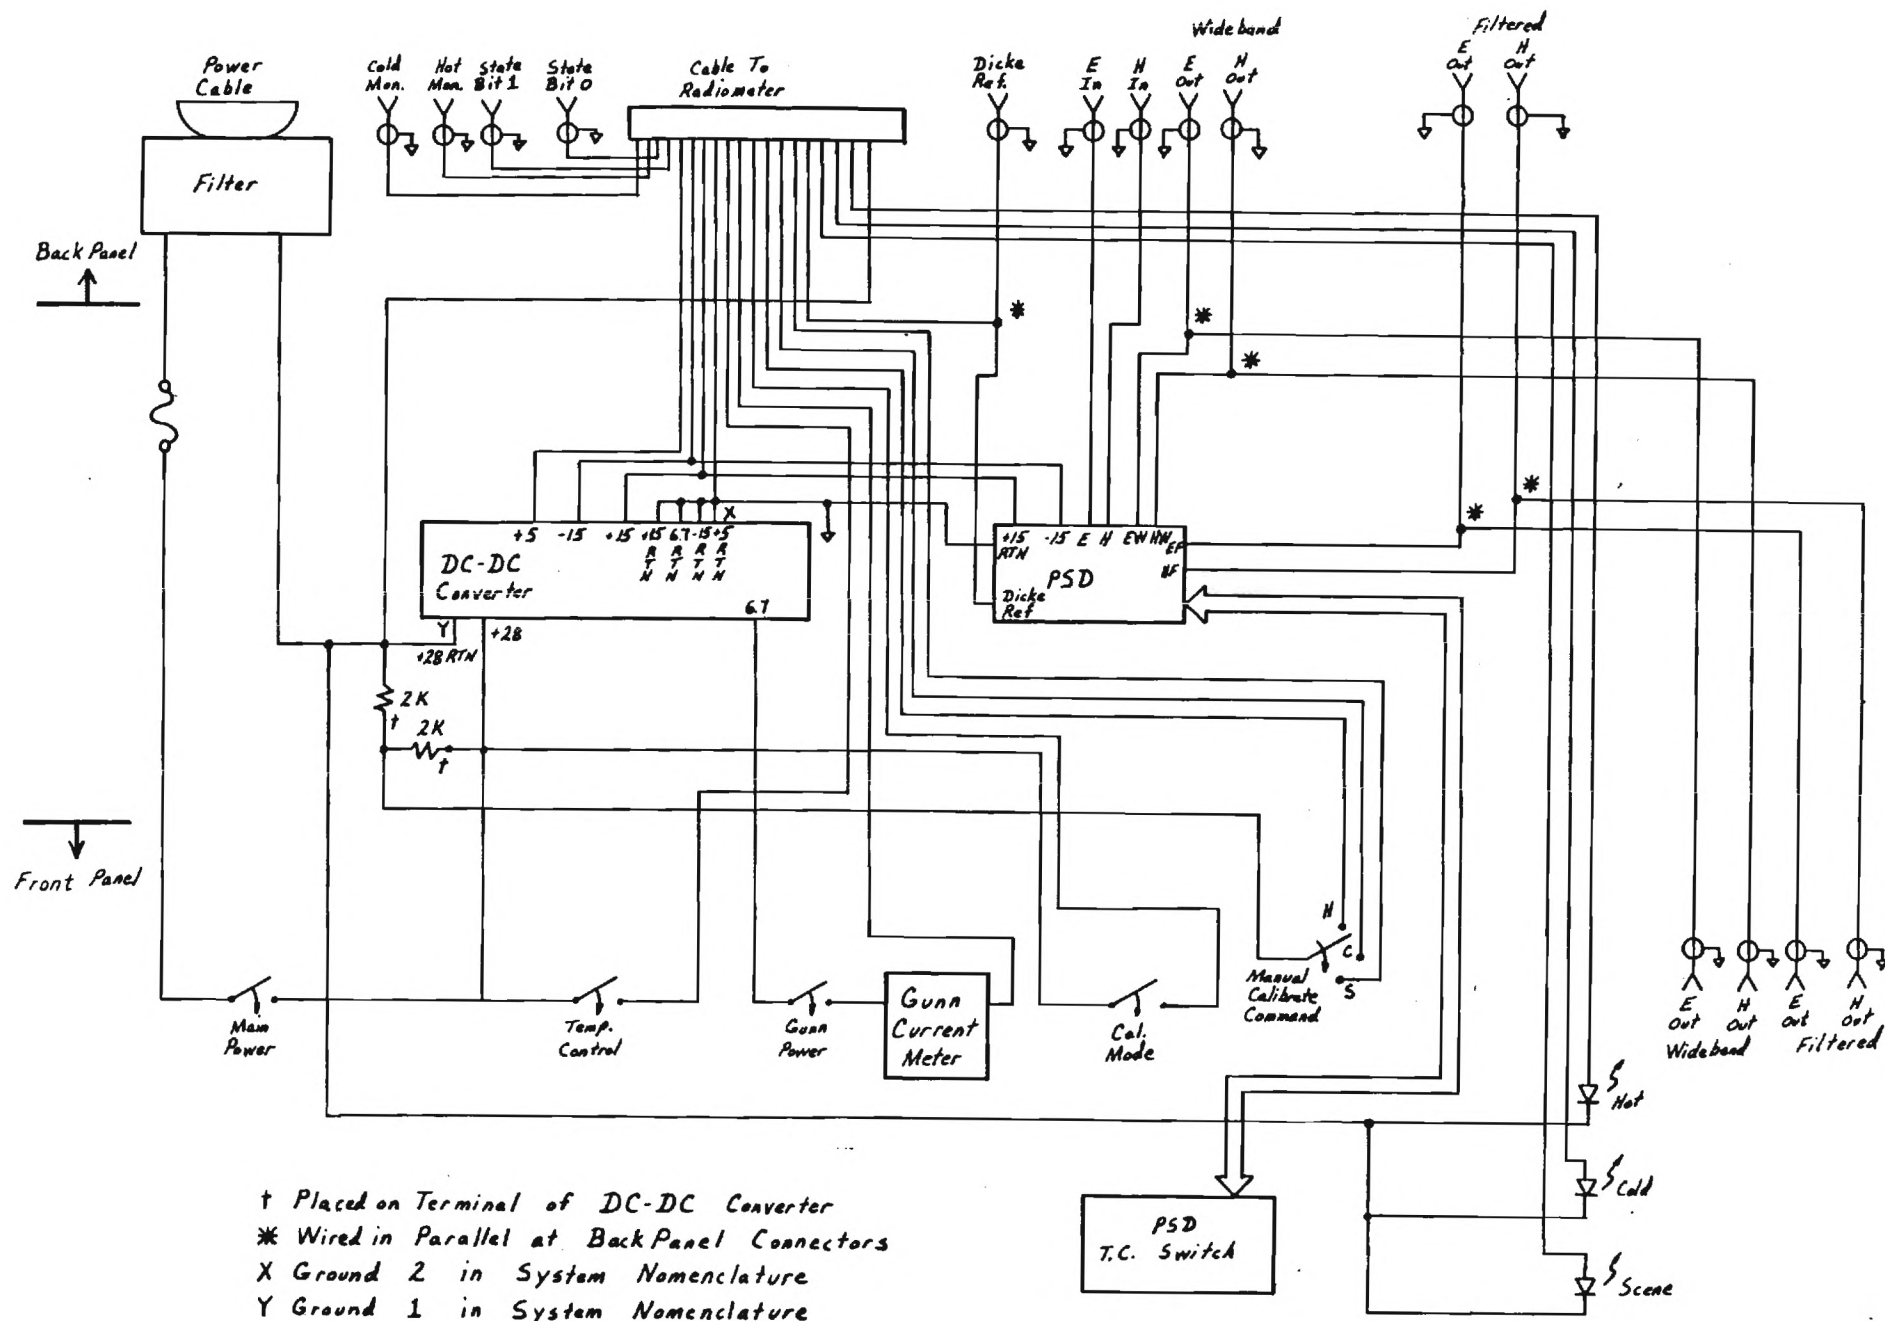 Power
Cable
Filter
Back Panel
Cold
Mon.
Hot
Mon.
State
Bit 1
State
Bit 0
Cable To
Radiometer
Dicke
Ref.
E
In
H
In
Wideband
E
Out
H
Out
Filtered
E
Out
H
Out
+5
-15
+15
+15
RTN
6.7
RTN
-15
RTN
+5
RTN
X
DC-DC
Converter
6.7
Y
+28 RTN
+28
+15
RTN
-15
E
H
EW
HW
EF
HF
PSD
Dicke
Ref
2K
†
2K
†
Front Panel
Main
Power
Temp.
Control
Gunn
Power
Gunn
Current
Meter
Cal.
Mode
H
C
S
Manual
Calibrate
Command
E
Out
H
Out
Wideband
E
Out
H
Out
Filtered
Hot
Cold
Scene
PSD
T.C. Switch
† Placed on Terminal of DC-DC Converter
* Wired in Parallel at Back Panel Connectors
X Ground 2 in System Nomenclature
Y Ground 1 in System Nomenclature